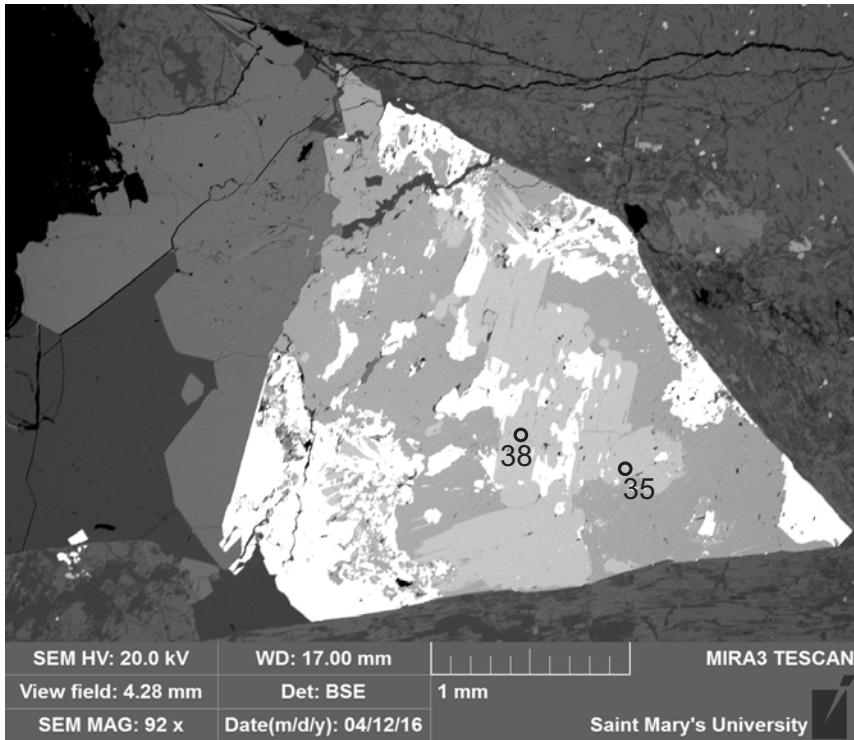 38
35
SEM HV: 20.0 kV WD: 17.00 mm MIRA3 TESCAN
View field: 4.28 mm Det: BSE 1 mm
SEM MAG: 92 x Date(m/d/y): 04/12/16 Saint Mary's University